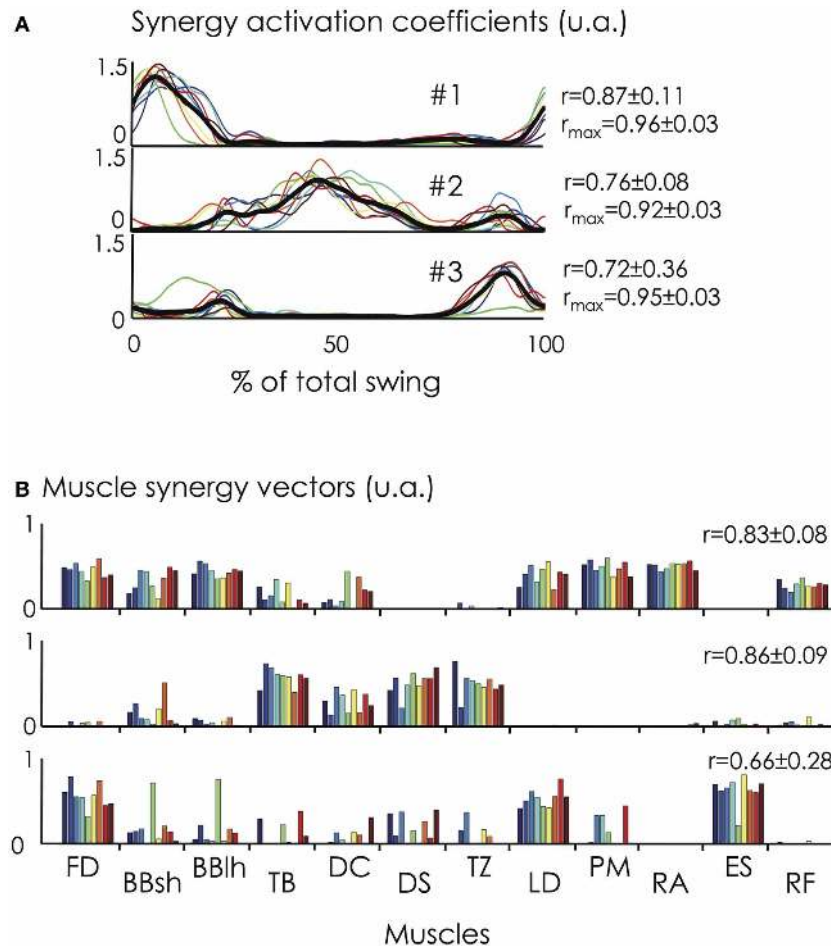 A Synergy activation coefficients (u.a.)
1.5
#1
r=0.87±0.11
rmax=0.96±0.03
0
1.5
#2
r=0.76±0.08
rmax=0.92±0.03
0
1.5
#3
r=0.72±0.36
rmax=0.95±0.03
0
0 50 100
% of total swing
B Muscle synergy vectors (u.a.)
1
r=0.83±0.08
0
1
r=0.86±0.09
0
1
r=0.66±0.28
0
FD BBsh BBlh TB DC DS TZ LD PM RA ES RF
Muscles